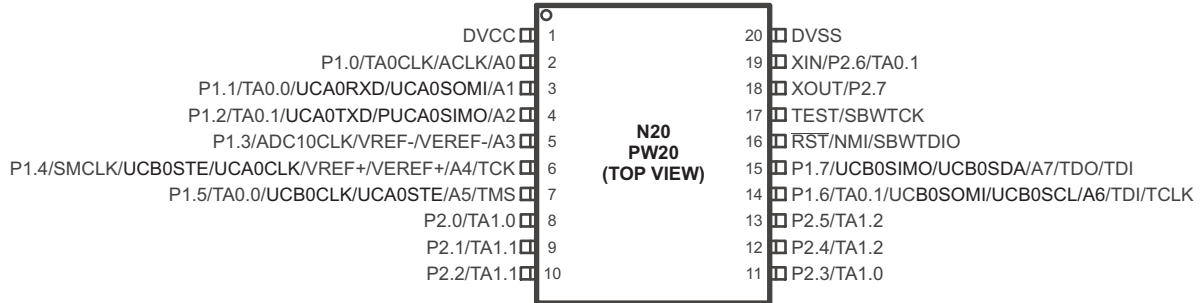 DVCC 1 20 DVSS
P1.0/TA0CLK/ACLK/A0 2 19 XIN/P2.6/TA0.1
P1.1/TA0.0/UCA0RXD/UCA0SOMI/A1 3 18 XOUT/P2.7
P1.2/TA0.1/UCA0TXD/PUCA0SIMO/A2 4 17 TEST/SBWTCK
P1.3/ADC10CLK/VREF-/VEREF-/A3 5 16 RST/NMI/SBWTDIO
P1.4/SMCLK/UCB0STE/UCA0CLK/VREF+/VEREF+/A4/TCK 6 15 P1.7/UCB0SIMO/UCB0SDA/A7/TDO/TDI
P1.5/TA0.0/UCB0CLK/UCA0STE/A5/TMS 7 14 P1.6/TA0.1/UCB0SOMI/UCB0SCL/A6/TDI/TCLK
P2.0/TA1.0 8 13 P2.5/TA1.2
P2.1/TA1.1 9 12 P2.4/TA1.2
P2.2/TA1.1 10 11 P2.3/TA1.0
N20
PW20
(TOP VIEW)